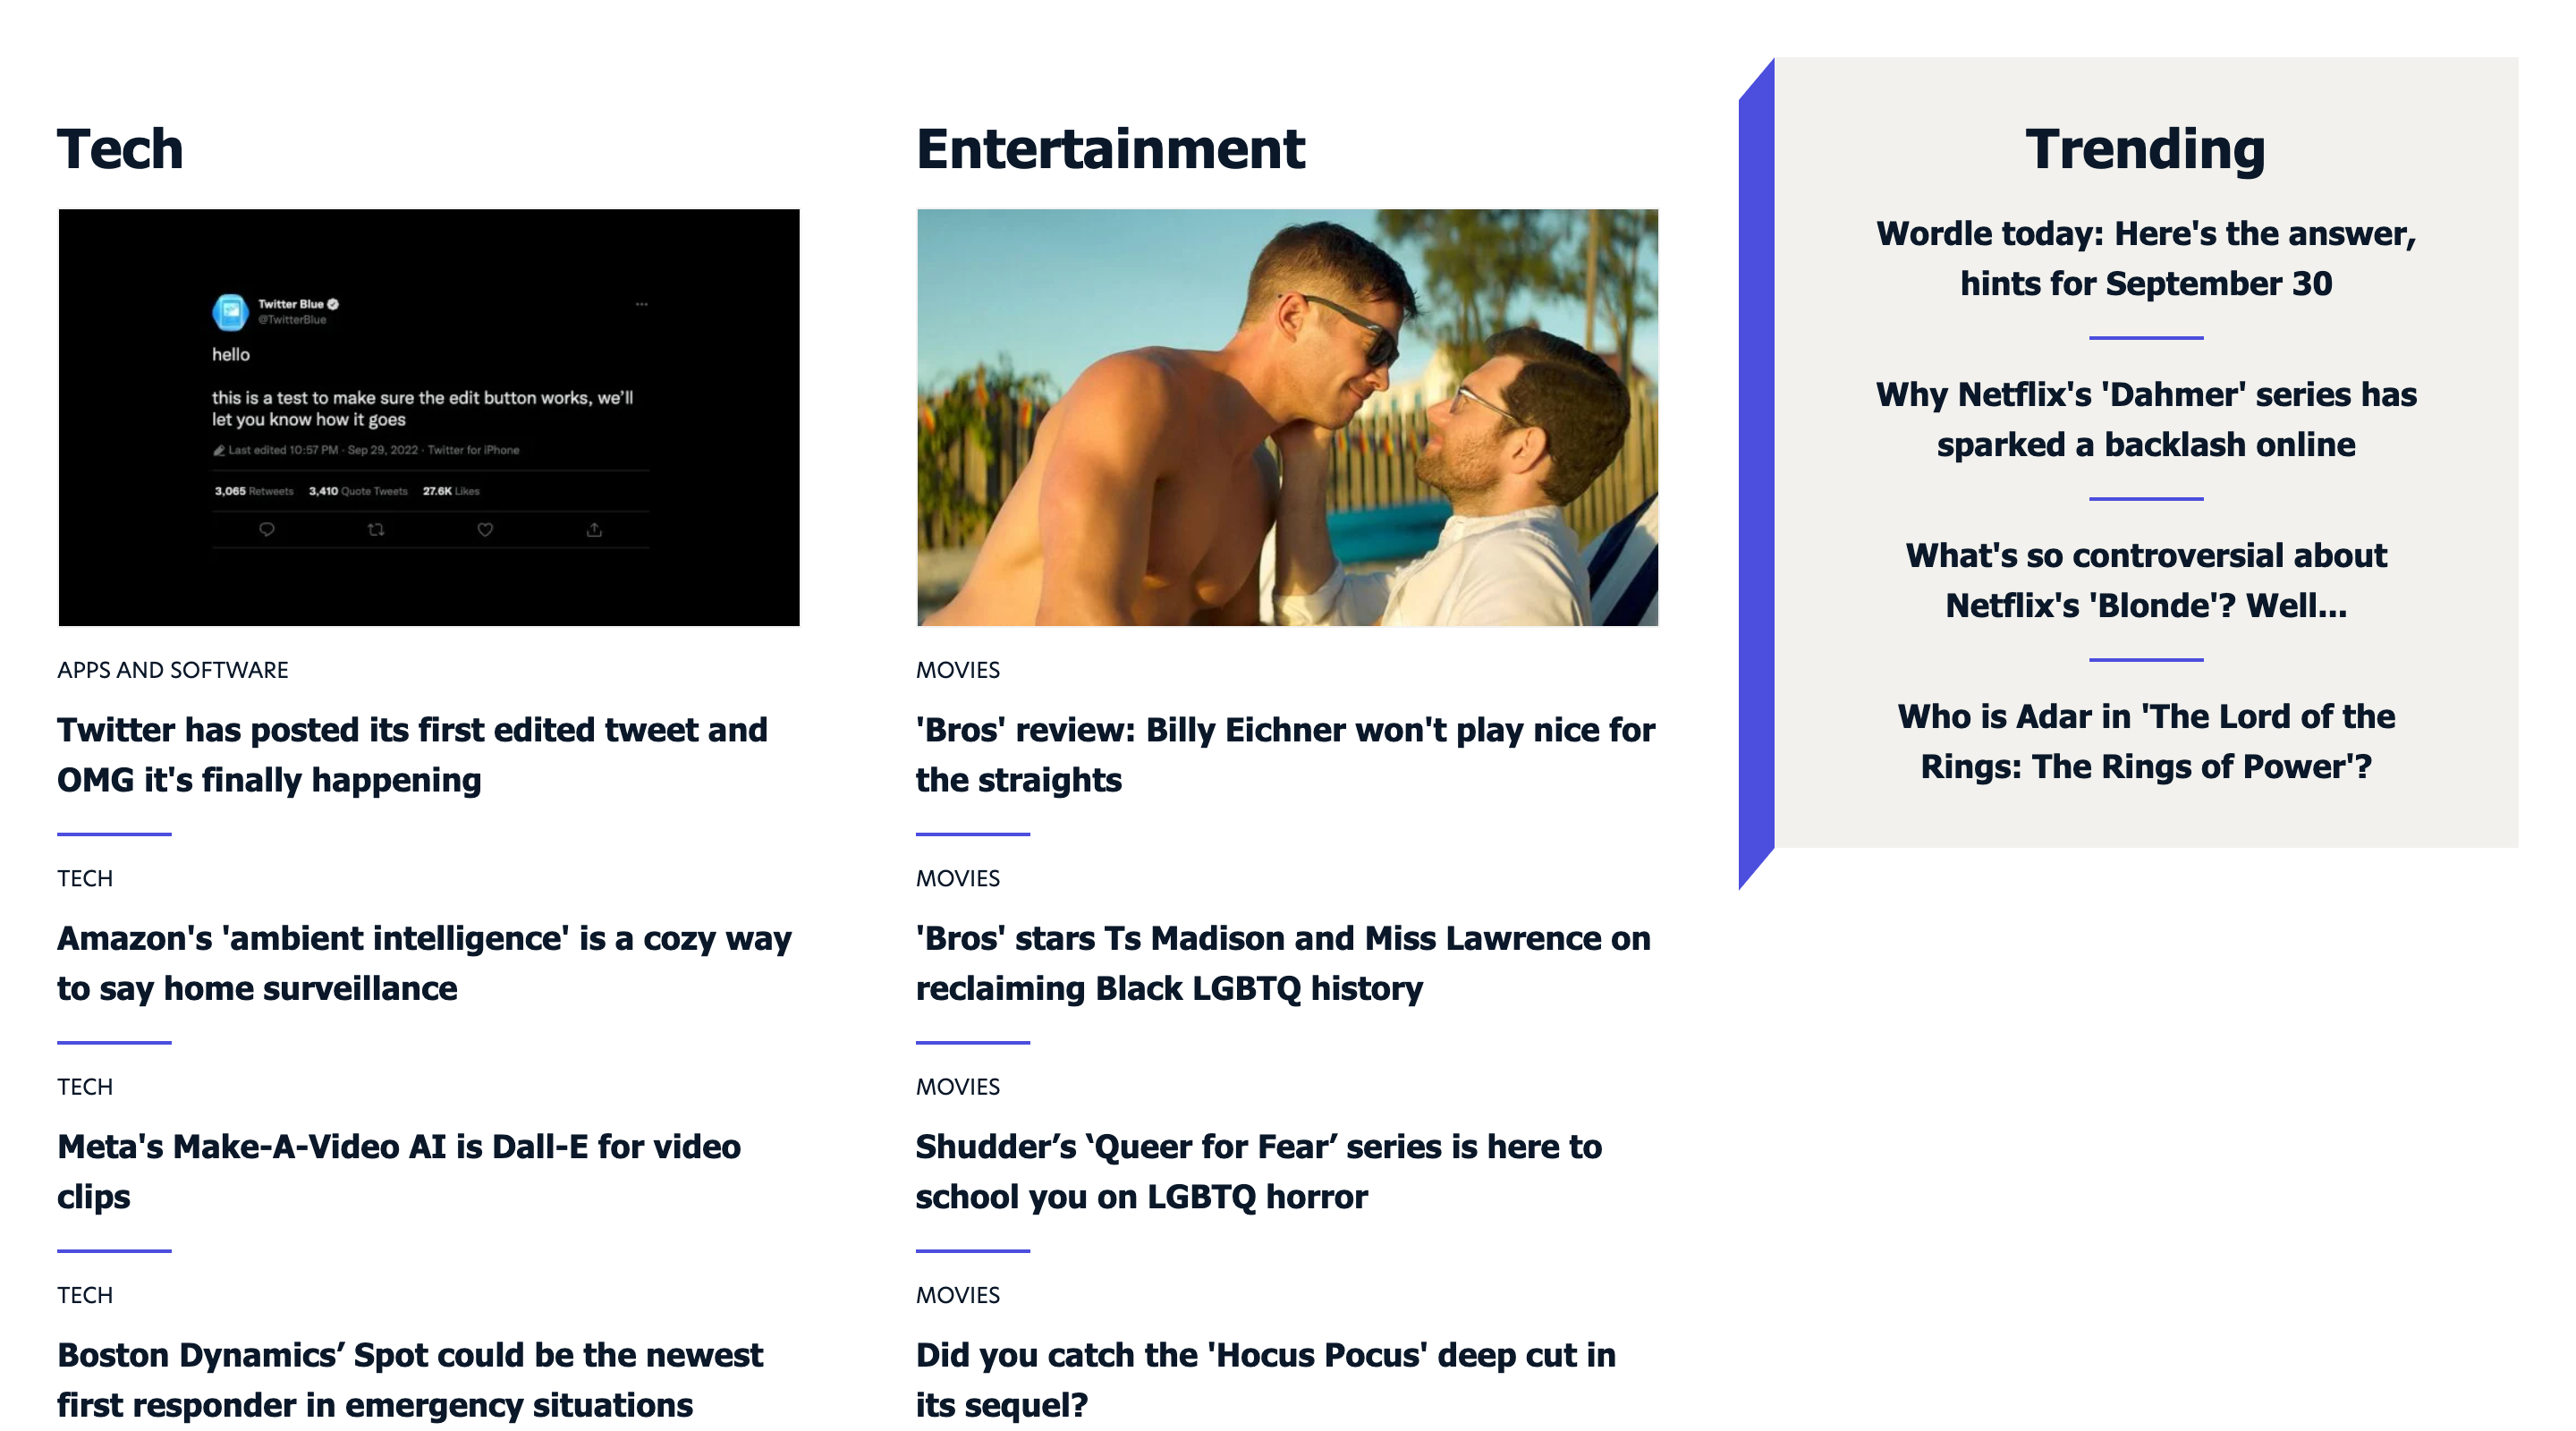 Tech
Twitter Blue
@TwitterBlue
hello
this is a test to make sure the edit button works, we'll
let you know how it goes
Last edited 10:57 PM · Sep 29, 2022 · Twitter for iPhone
3,065 Retweets 3,410 Quote Tweets 27.6K Likes
APPS AND SOFTWARE
Twitter has posted its first edited tweet and
OMG it's finally happening
TECH
Amazon's 'ambient intelligence' is a cozy way
to say home surveillance
TECH
Meta's Make-A-Video AI is Dall-E for video
clips
TECH
Boston Dynamics’ Spot could be the newest
first responder in emergency situations
Entertainment
MOVIES
'Bros' review: Billy Eichner won't play nice for
the straights
MOVIES
'Bros' stars Ts Madison and Miss Lawrence on
reclaiming Black LGBTQ history
MOVIES
Shudder’s ‘Queer for Fear’ series is here to
school you on LGBTQ horror
MOVIES
Did you catch the 'Hocus Pocus' deep cut in
its sequel?
Trending
Wordle today: Here's the answer,
hints for September 30
Why Netflix's 'Dahmer' series has
sparked a backlash online
What's so controversial about
Netflix's 'Blonde'? Well...
Who is Adar in 'The Lord of the
Rings: The Rings of Power'?